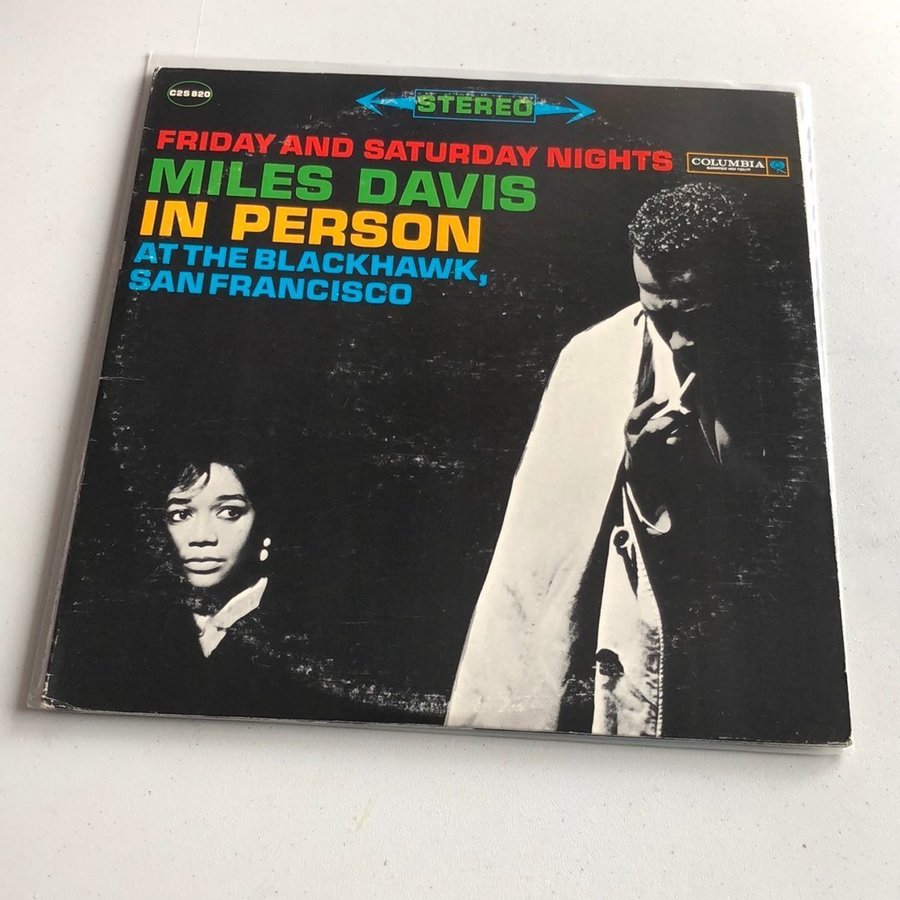 C2S 820
STEREO
FRIDAY AND SATURDAY NIGHTS
COLUMBIA
MILES DAVIS
IN PERSON
AT THE BLACKHAWK,
SAN FRANCISCO